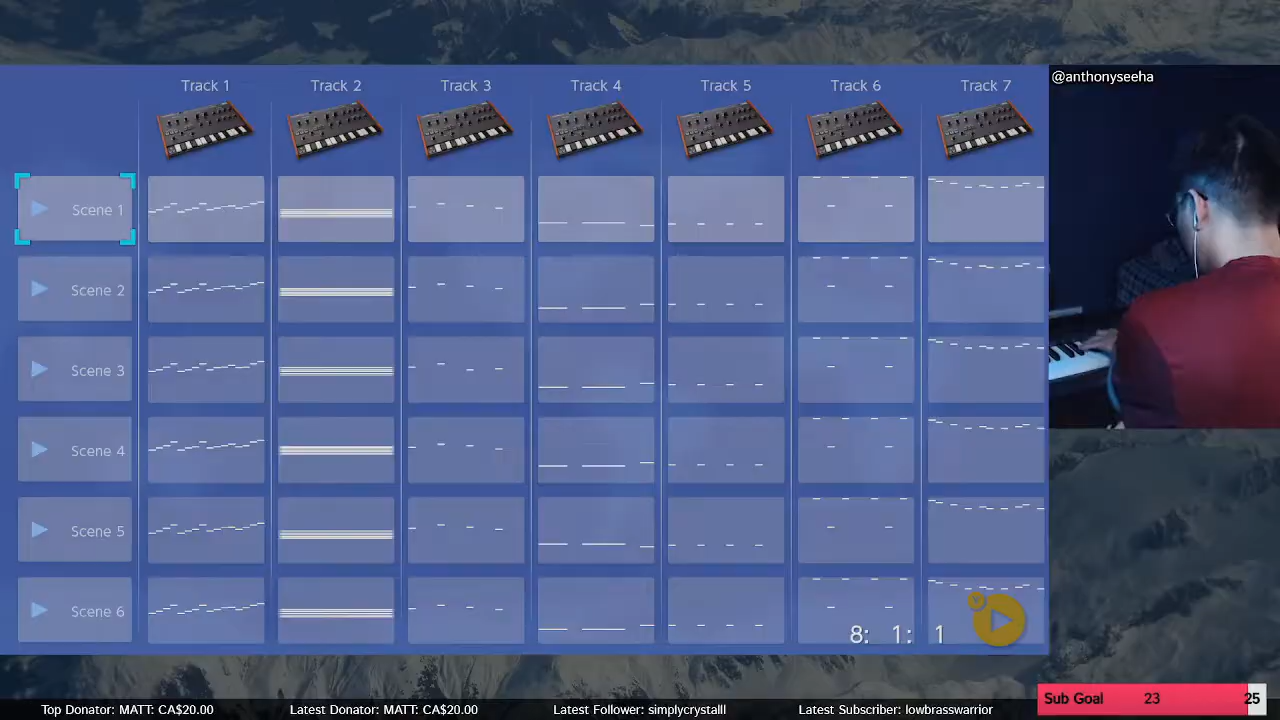 Track 1
Track 2
Track 3
Track 4
Track 5
Track 6
Track 7
@anthonyseeha
Scene 1
Scene 2
Scene 3
Scene 4
Scene 5
Scene 6
8: 1: 1
Sub Goal 23 25
Top Donator: MATT: CA$20.00
Latest Donor: MATT: CA$20.00
Latest Follower: simplycrystalll
Latest Subscriber: lowbrasswarrior